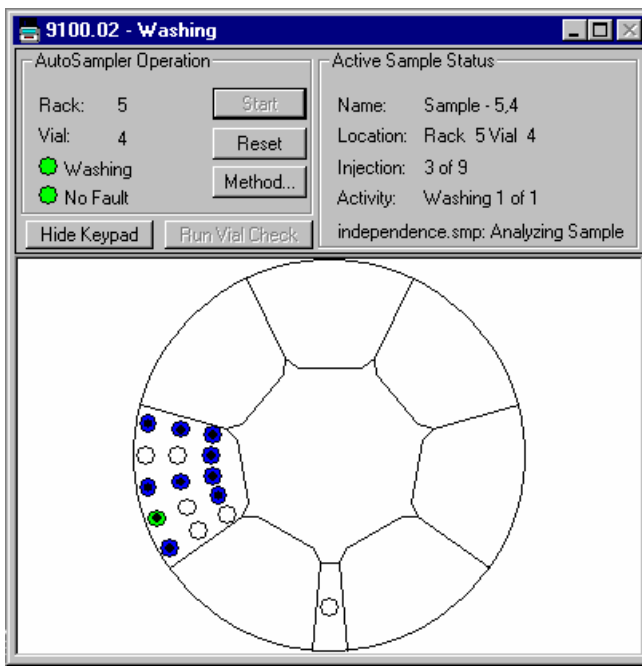 9100.02 - Washing
AutoSampler Operation
Rack: 5
Vial: 4
Washing
No Fault
Start
Reset
Method...
Hide Keypad
Run Vial Check
Active Sample Status
Name: Sample - 5,4
Location: Rack 5 Vial 4
Injection: 3 of 9
Activity: Washing 1 of 1
independence.smp: Analyzing Sample